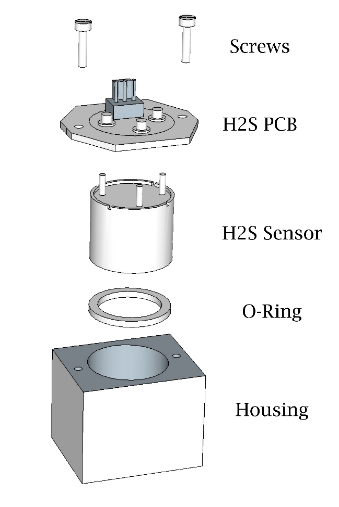 Screws
H2S PCB
H2S Sensor
O-Ring
Housing